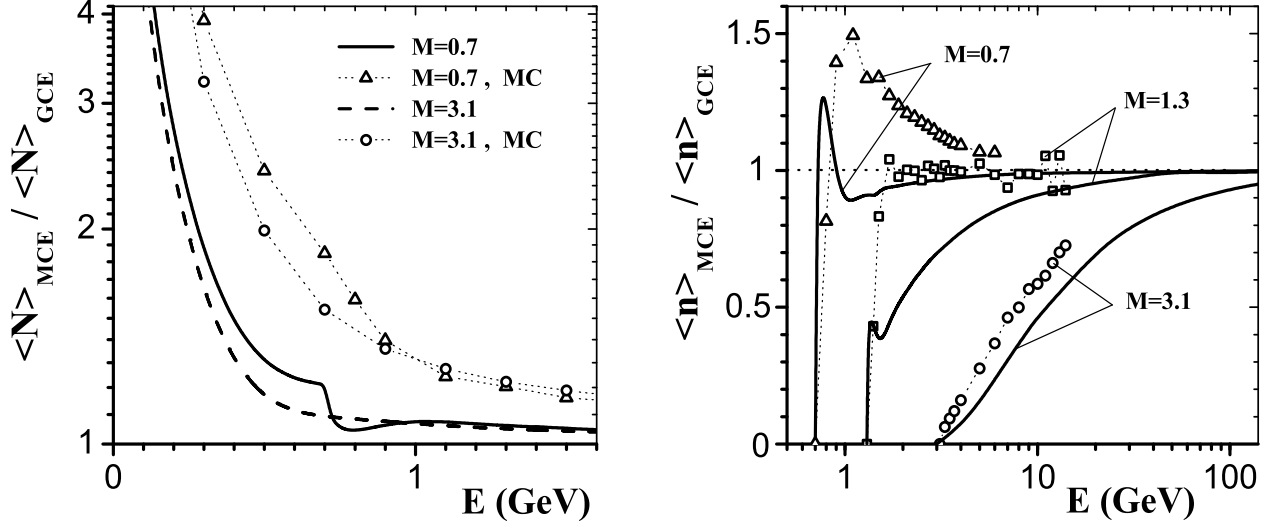 <N>MCE / <N>GCE
4
3
2
1
M=0.7
M=0.7 , MC
M=3.1
M=3.1 , MC
0
1
E (GeV)
<n>MCE / <n>GCE
1.5
1
0.5
0
M=0.7
M=1.3
M=3.1
1
10
100
E (GeV)